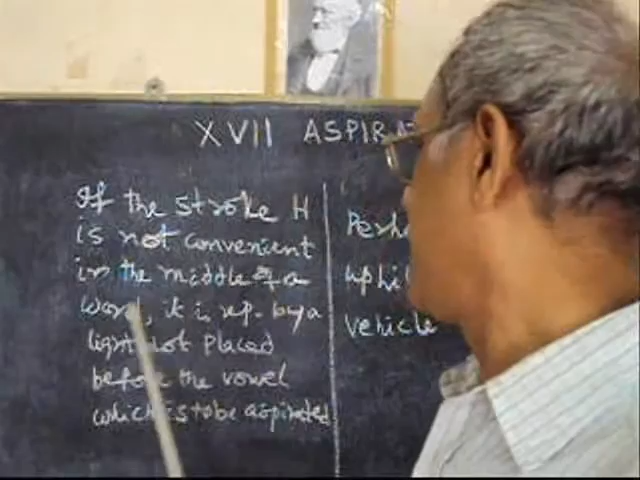 XVII ASPIRA
If the stroke H
is not convenient
in the middle of a
word, it is rep. by a
light dot placed
before the vowel
which is to be aspirated.
Perha
uphil
vehicle